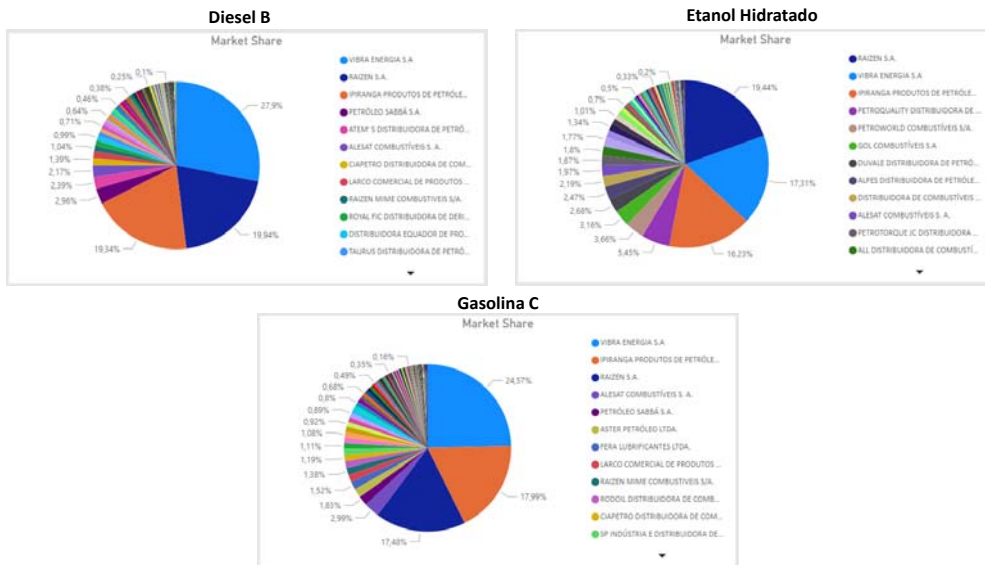 Diesel B
Market Share
27,9%
19,94%
19,34%
2,96%
2,39%
2,17%
1,39%
1,04%
0,99%
0,71%
0,64%
0,46%
0,38%
0,25%
0,1%
VIBRA ENERGIA S.A
RAIZEN S.A.
IPIRANGA PRODUTOS DE PETRÓLE...
PETRÓLEO SABBÁ S.A.
ATEM' S DISTRIBUIDORA DE PETRÓ...
ALESAT COMBUSTÍVEIS S. A.
CIAPETRO DISTRIBUIDORA DE COM...
LARCO COMERCIAL DE PRODUTOS ...
RAIZEN MIME COMBUSTIVEIS S/A.
ROYAL FIC DISTRIBUIDORA DE DERI...
DISTRIBUIDORA EQUADOR DE PRO...
TAURUS DISTRIBUIDORA DE PETRÓ...
Etanol Hidratado
Market Share
19,44%
17,31%
16,23%
5,45%
3,66%
3,16%
2,68%
2,47%
2,19%
1,97%
1,87%
1,8%
1,77%
1,34%
1,01%
0,7%
0,5%
0,33%
0,2%
RAIZEN S.A.
VIBRA ENERGIA S.A
IPIRANGA PRODUTOS DE PETRÓLE...
PETROQUALITY DISTRIBUIDORA DE ...
PETROWORLD COMBUSTÍVEIS S/A.
GOL COMBUSTÍVEIS S.A
DUVALE DISTRIBUIDORA DE PETRÓ...
ALPES DISTRIBUIDORA DE PETRÓLE...
DISTRIBUIDORA DE COMBUSTÍVEIS ...
ALESAT COMBUSTÍVEIS S. A.
PETROTORQUE JC DISTRIBUIDORA ...
ALL DISTRIBUIDORA DE COMBUSTÍ...
Gasolina C
Market Share
24,57%
17,99%
17,48%
2,99%
1,83%
1,52%
1,38%
1,19%
1,11%
1,08%
0,92%
0,89%
0,8%
0,68%
0,49%
0,35%
0,16%
VIBRA ENERGIA S.A
IPIRANGA PRODUTOS DE PETRÓLE...
RAIZEN S.A.
ALESAT COMBUSTÍVEIS S. A.
PETRÓLEO SABBÁ S.A.
ASTER PETRÓLEO LTDA.
FERA LUBRIFICANTES LTDA.
LARCO COMERCIAL DE PRODUTOS ...
RAIZEN MIME COMBUSTIVEIS S/A.
RODOIL DISTRIBUIDORA DE COMB...
CIAPETRO DISTRIBUIDORA DE COM...
SP INDÚSTRIA E DISTRIBUIDORA DE...